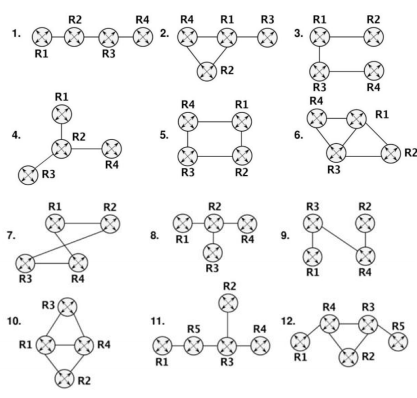 1. R1 R2 R3 R4
2. R4 R1 R3 R2
3. R1 R2 R3 R4
4. R1 R2 R3 R4
5. R4 R1 R3 R2
6. R4 R1 R3 R2
7. R1 R2 R3 R4
8. R1 R2 R4 R3
9. R3 R2 R1 R4
10. R3 R1 R4 R2
11. R2 R5 R4 R1 R3
12. R4 R3 R1 R2 R5